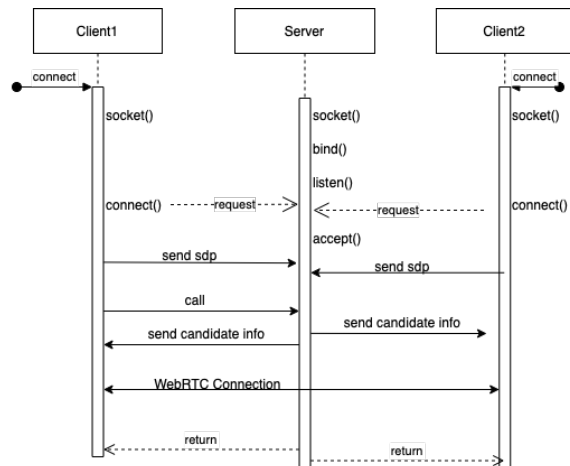 Client1
Server
Client2
connect
connect
socket()
socket()
socket()
bind()
listen()
connect()
request
request
connect()
accept()
send sdp
send sdp
call
send candidate info
send candidate info
WebRTC Connection
return
return